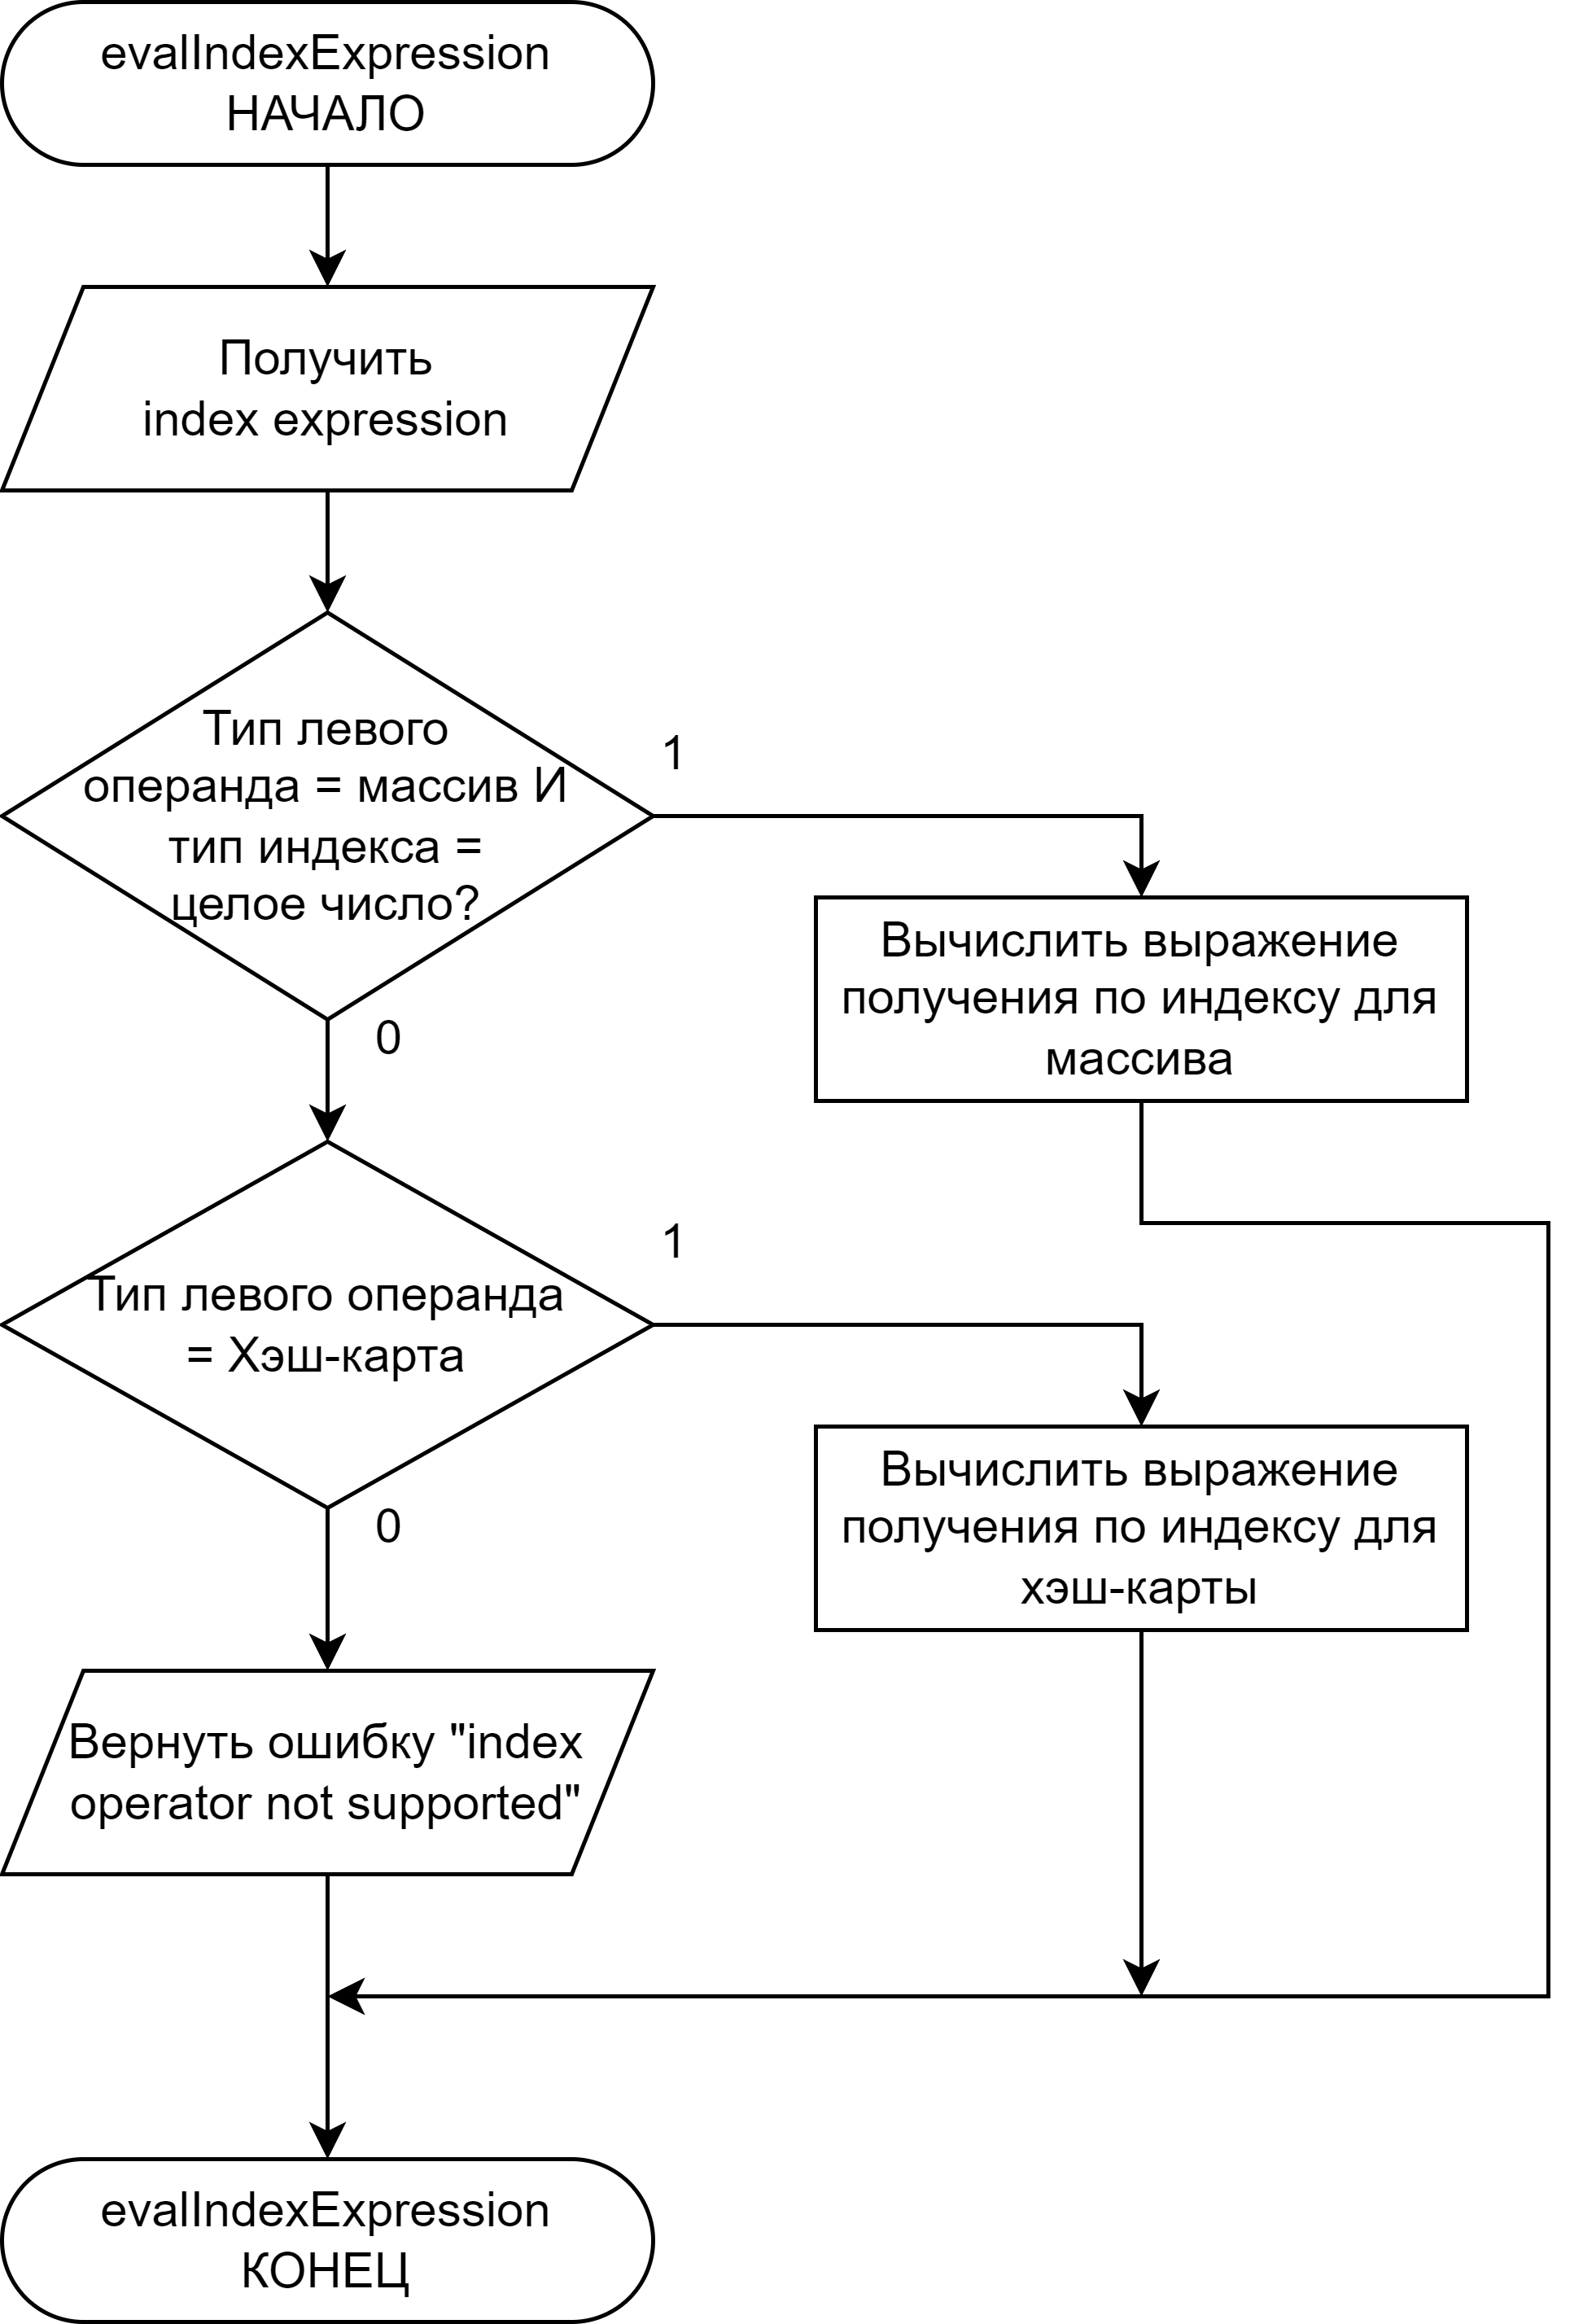 evalIndexExpression
НАЧАЛО
Получить
index expression
Тип левого
операнда = массив И
тип индекса =
целое число?
1
0
Вычислить выражение
получения по индексу для
массива
Тип левого операнда
= Хэш-карта
1
0
Вычислить выражение
получения по индексу для
хэш-карты
Вернуть ошибку "index
operator not supported"
evalIndexExpression
КОНЕЦ